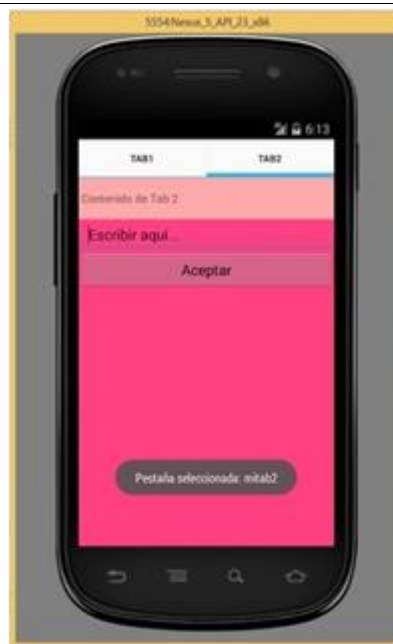 5554:Nexus_5_API_23_x86
6:13
TAB1
TAB2
Contenido de Tab 2
Escribir aquí...
Aceptar
Pestaña seleccionada: mitab2